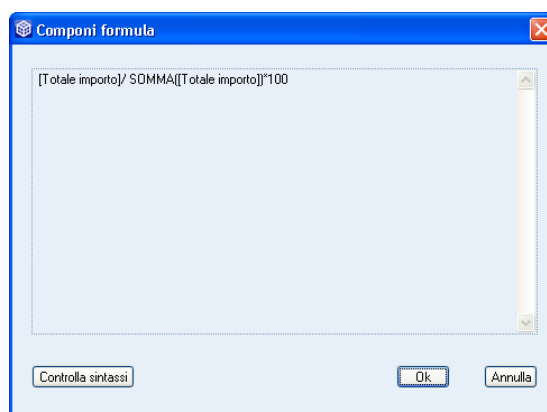 Componi formula
[Totale importo]/ SOMMA([Totale importo])*100
Controlla sintassi
Ok
Annulla